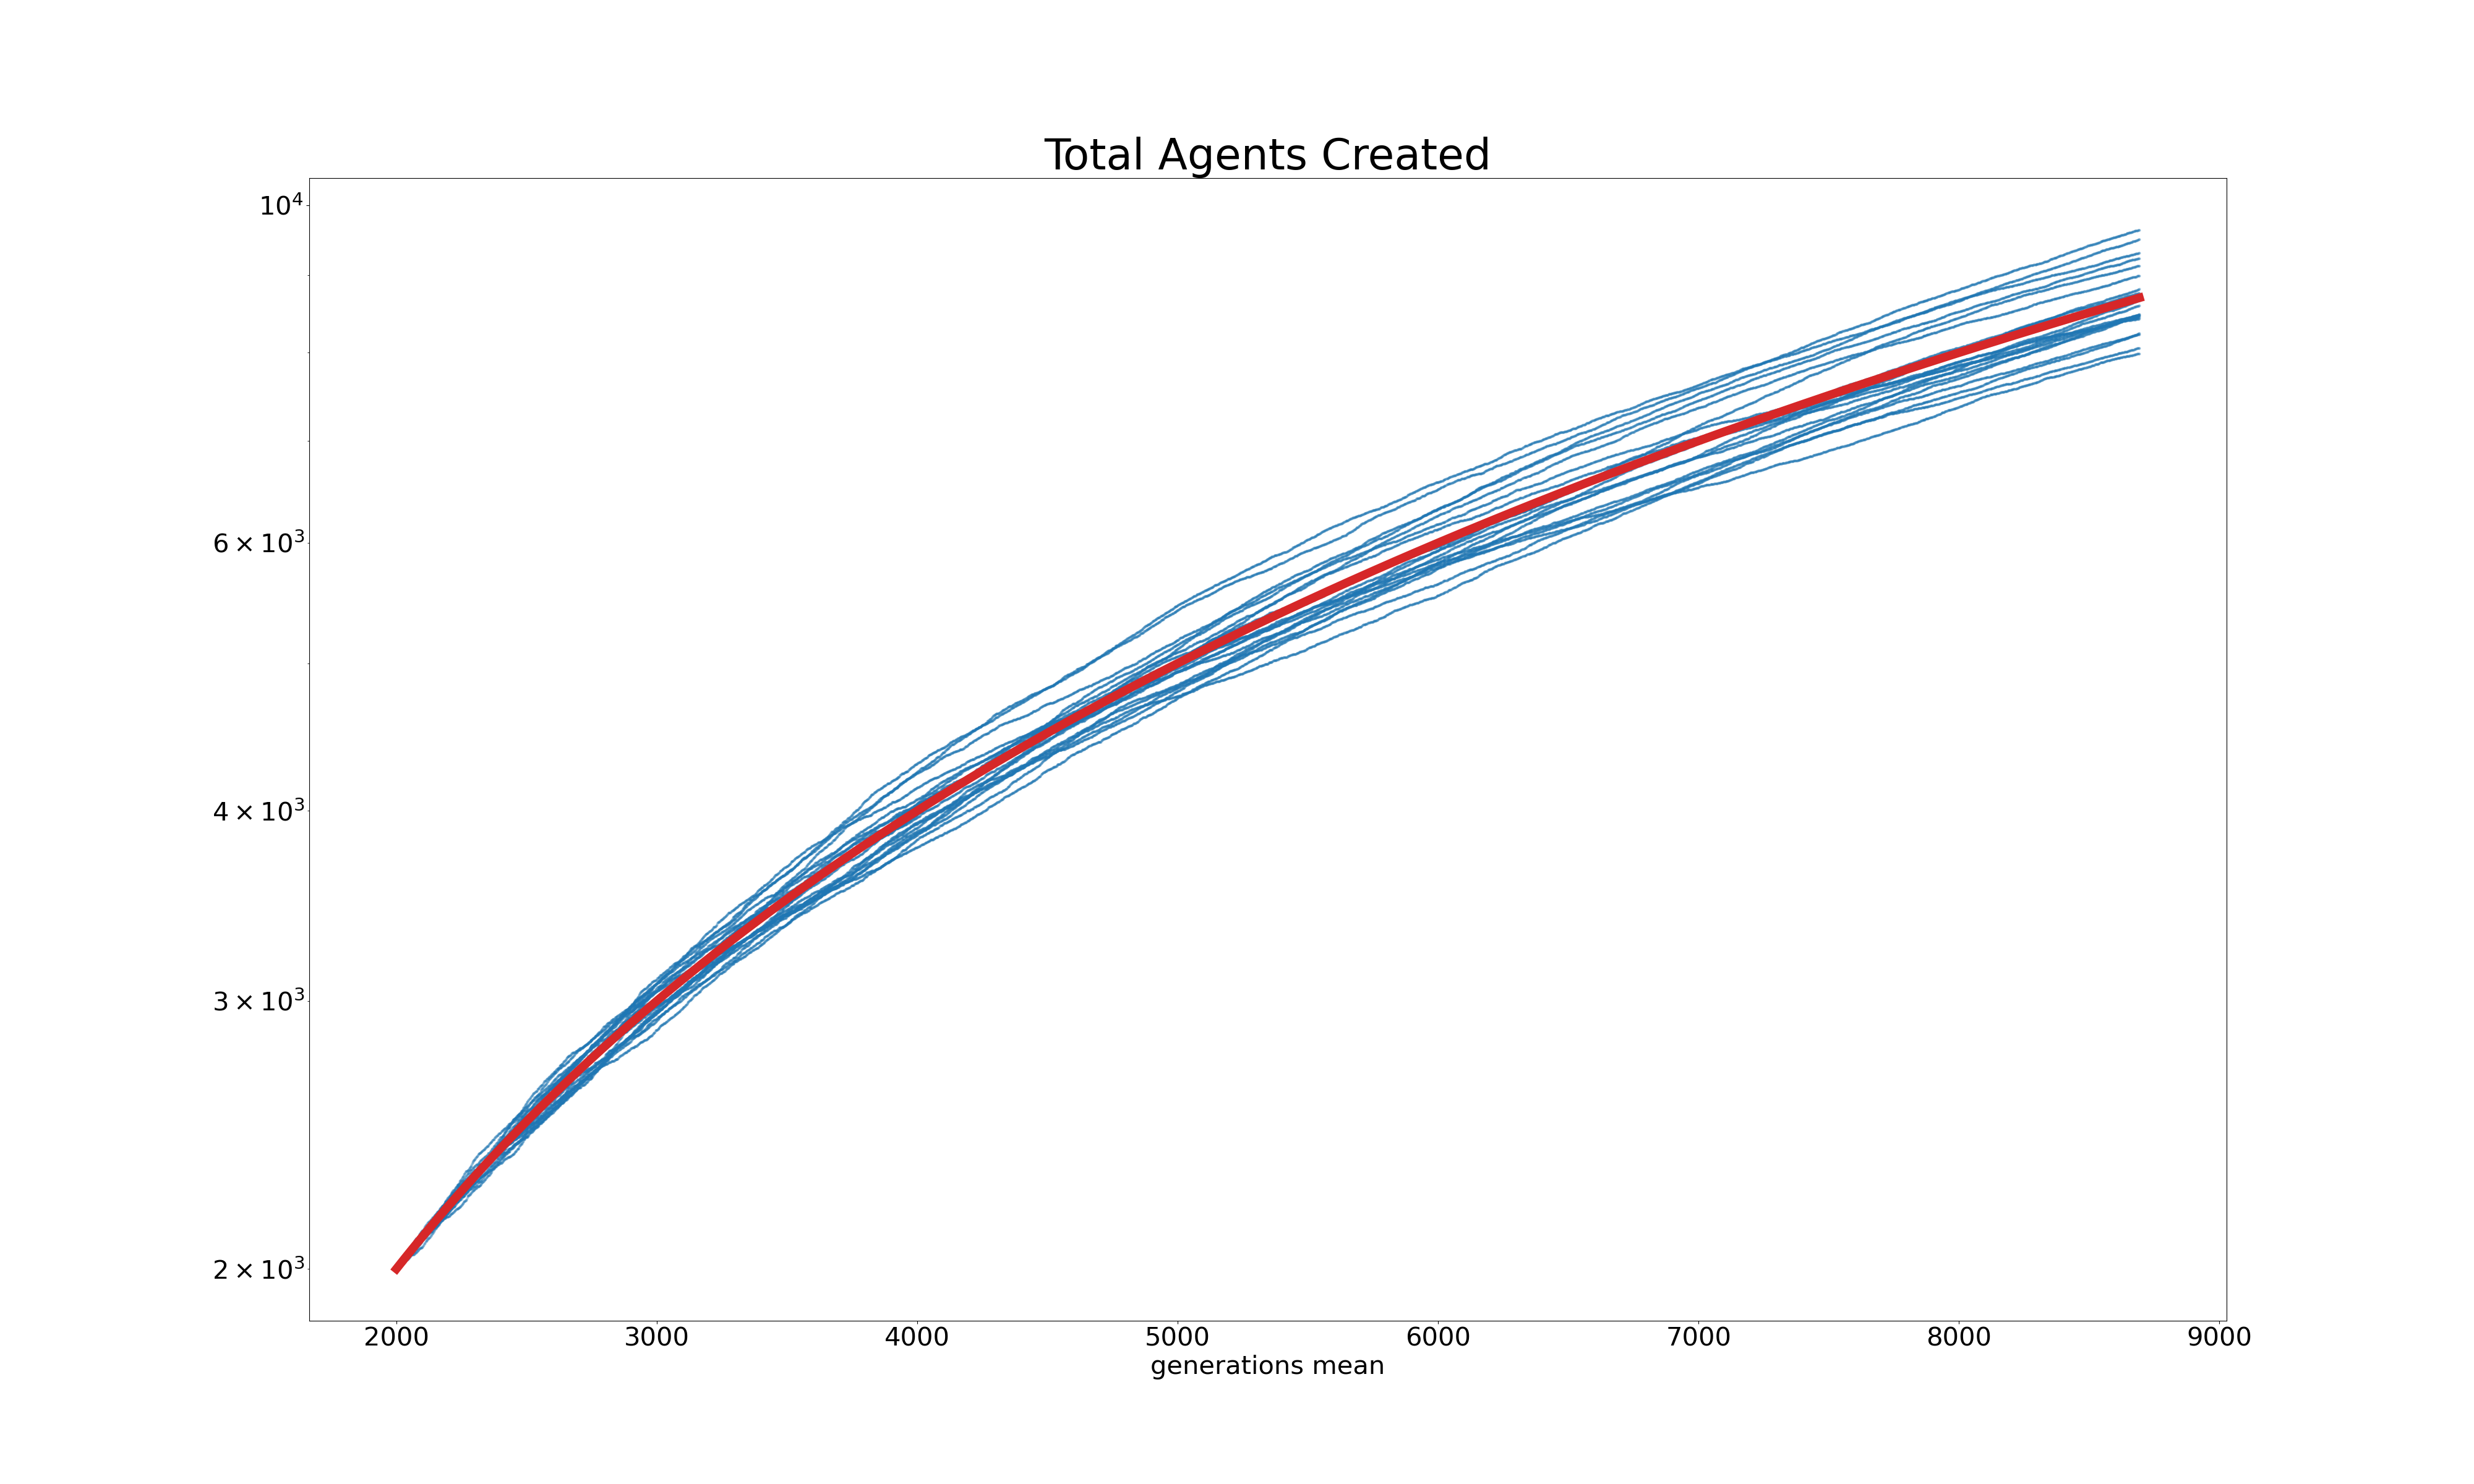 Total Agents Created
10⁴
6 × 10³
4 × 10³
3 × 10³
2 × 10³
2000 3000 4000 5000 6000 7000 8000 9000
generations mean